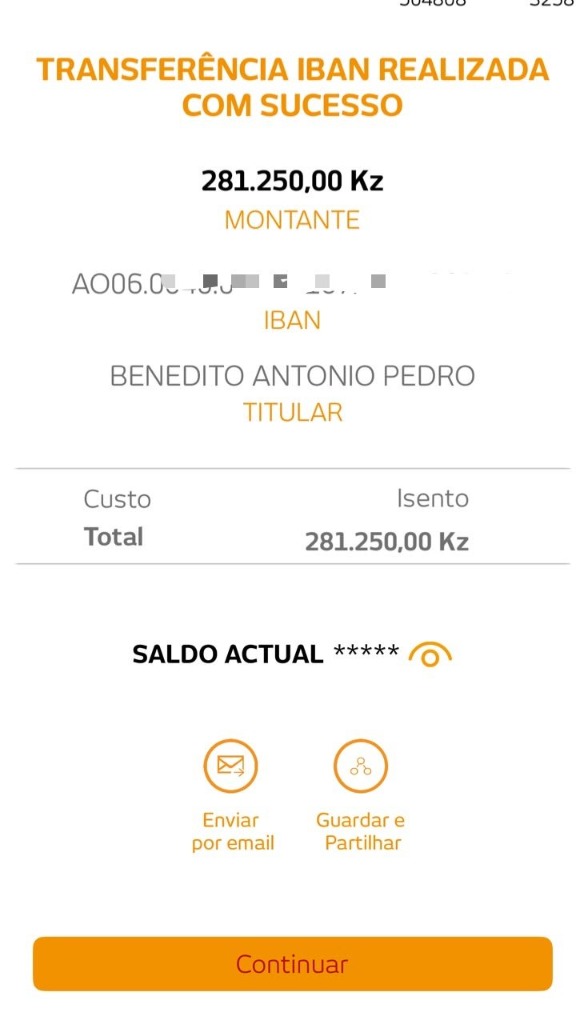 TRANSFERÊNCIA IBAN REALIZADA
COM SUCESSO
281.250,00 Kz
MONTANTE
IBAN
BENEDITO ANTONIO PEDRO
TITULAR
Custo Isento
Total 281.250,00 Kz
SALDO ACTUAL *****
Enviar
por email
Guardar e
Partilhar
Continuar